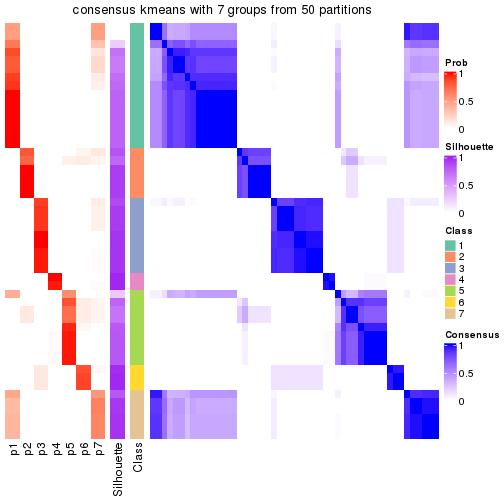 consensus kmeans with 7 groups from 50 partitions
Prob
1
0.5
0
Silhouette
1
0.5
0
Class
1
2
3
4
5
6
7
Consensus
1
0.5
0
p1
p2
p3
p4
p5
p6
p7
Silhouette
Class